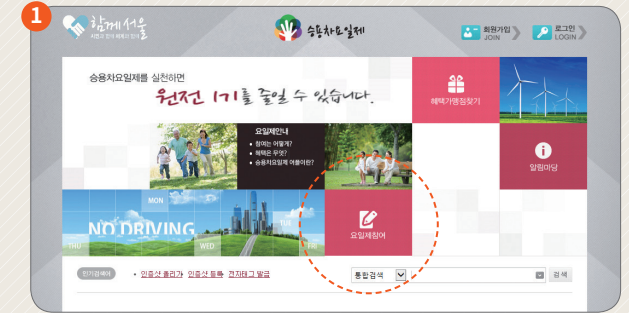 1
함께서울
승용차요일제
회원가입
JOIN
로그인
LOGIN
승용차요일제를 실천하면
원전 1기를 줄일 수 있습니다.
혜택가맹점찾기
요일제안내
• 참여는 어떻게?
• 혜택은 무엇?
• 승용차요일제 어플이란?
알림마당
MON
NO DRIVING
TUE
THU
WED
FRI
요일제참여
인기검색어
• 인증샷 올리기 인증샷 등록 전자태그 발급
통합검색
검색